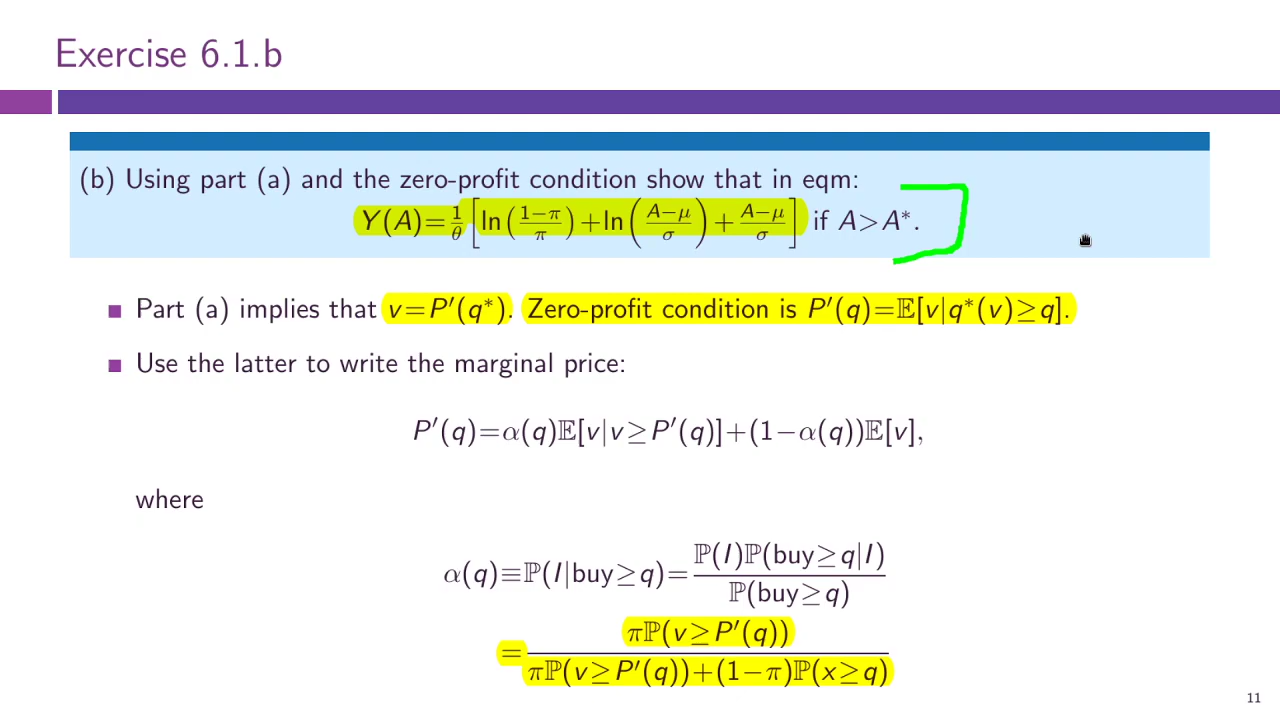 Exercise 6.1.b
(b) Using part (a) and the zero-profit condition show that in eqm:
Y(A)=1/θ [ln(1−π/π)+ln(A−μ/σ)+A−μ/σ] if A>A*.
Part (a) implies that v=P′(q*). Zero-profit condition is P′(q)=𝔼[v|q*(v)≥q].
Use the latter to write the marginal price:
P′(q)=α(q)𝔼[v|v≥P′(q)]+(1−α(q))𝔼[v],
where
α(q)≡ℙ(I|buy≥q)=ℙ(I)ℙ(buy≥q|I)/ℙ(buy≥q)
=πℙ(v≥P′(q))/πℙ(v≥P′(q))+(1−π)ℙ(x≥q)
11